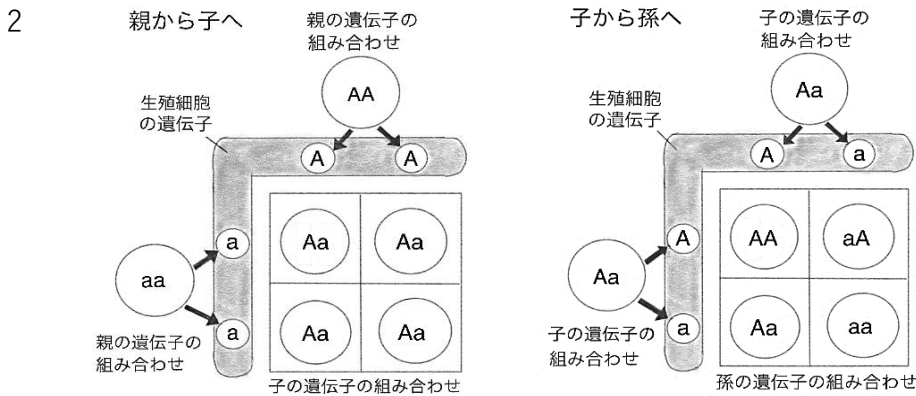 2
親から子へ
親の遺伝子の
組み合わせ
AA
生殖細胞
の遺伝子
A
A
a
Aa
Aa
aa
a
Aa
Aa
親の遺伝子の
組み合わせ
子の遺伝子の組み合わせ
子から孫へ
子の遺伝子の
組み合わせ
Aa
生殖細胞
の遺伝子
A
a
A
AA
aA
Aa
a
Aa
aa
子の遺伝子の
組み合わせ
孫の遺伝子の組み合わせ